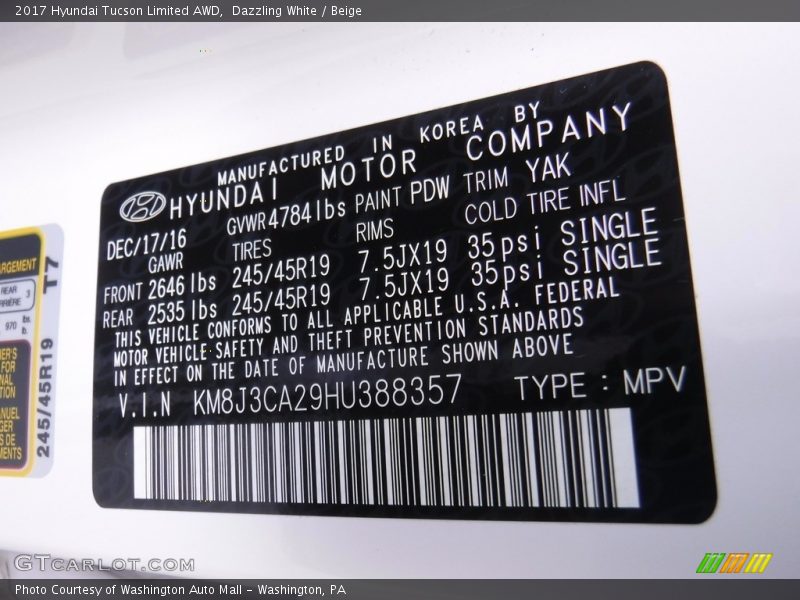 2017 Hyundai Tucson Limited AWD,  Dazzling White / Beige
MANUFACTURED IN KOREA BY
HYUNDAI MOTOR COMPANY
DEC/17/16 GVWR 4784 lbs PAINT PDW TRIM YAK
GAWR TIRES RIMS COLD TIRE INFL
FRONT 2646 lbs 245/45R19 7.5JX19 35psi SINGLE
REAR 2535 lbs 245/45R19 7.5JX19 35psi SINGLE
THIS VEHICLE CONFORMS TO ALL APPLICABLE U.S.A. FEDERAL
MOTOR VEHICLE SAFETY AND THEFT PREVENTION STANDARDS
IN EFFECT ON THE DATE OF MANUFACTURE SHOWN ABOVE
V.I.N KM8J3CA29HU388357 TYPE : MPV
REAR 3
970 lbs.
245/45R19 T7
GTCARLOT.COM
Photo Courtesy of Washington Auto Mall - Washington, PA